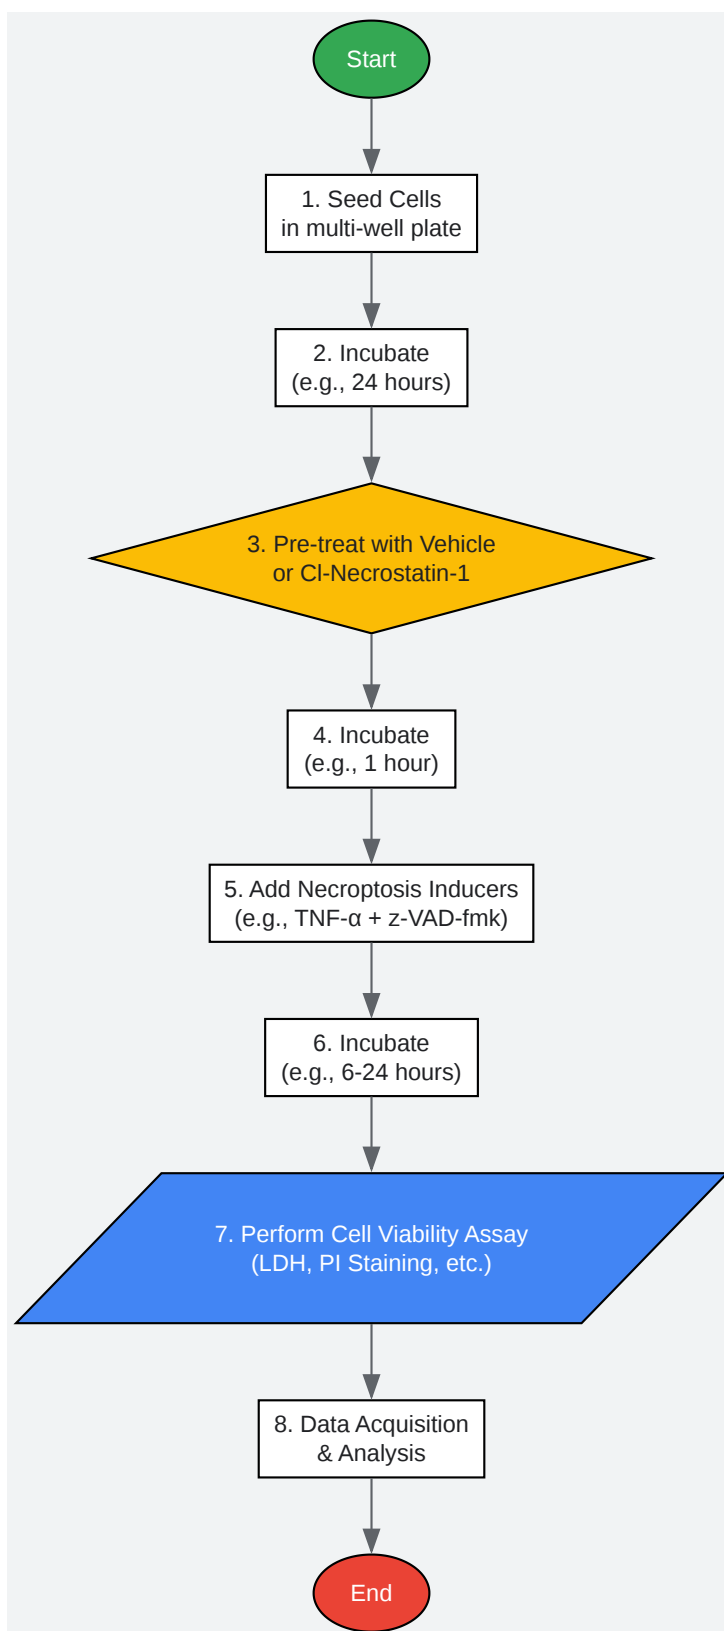 Start
1. Seed Cells
in multi-well plate
2. Incubate
(e.g., 24 hours)
3. Pre-treat with Vehicle
or Cl-Necrostatin-1
4. Incubate
(e.g., 1 hour)
5. Add Necroptosis Inducers
(e.g., TNF-α + z-VAD-fmk)
6. Incubate
(e.g., 6-24 hours)
7. Perform Cell Viability Assay
(LDH, PI Staining, etc.)
8. Data Acquisition
& Analysis
End